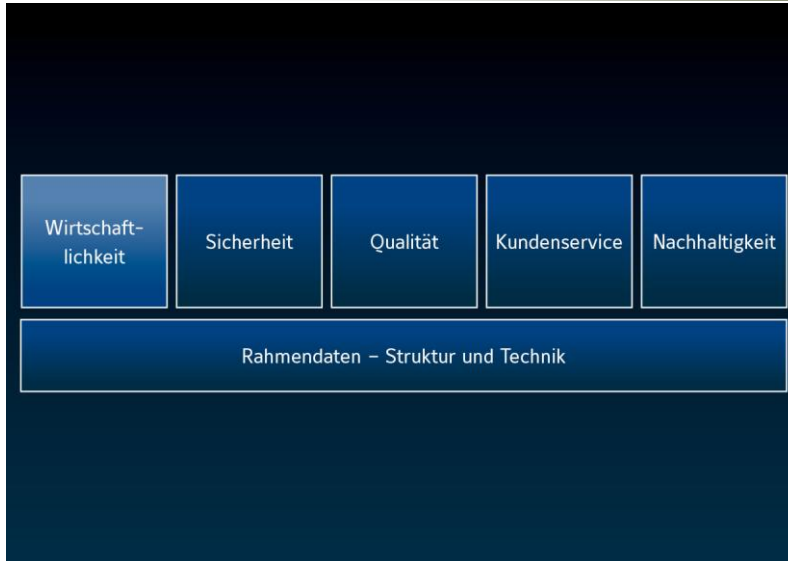 Wirtschaft-
lichkeit
Sicherheit
Qualität
Kundenservice
Nachhaltigkeit
Rahmendaten – Struktur und Technik